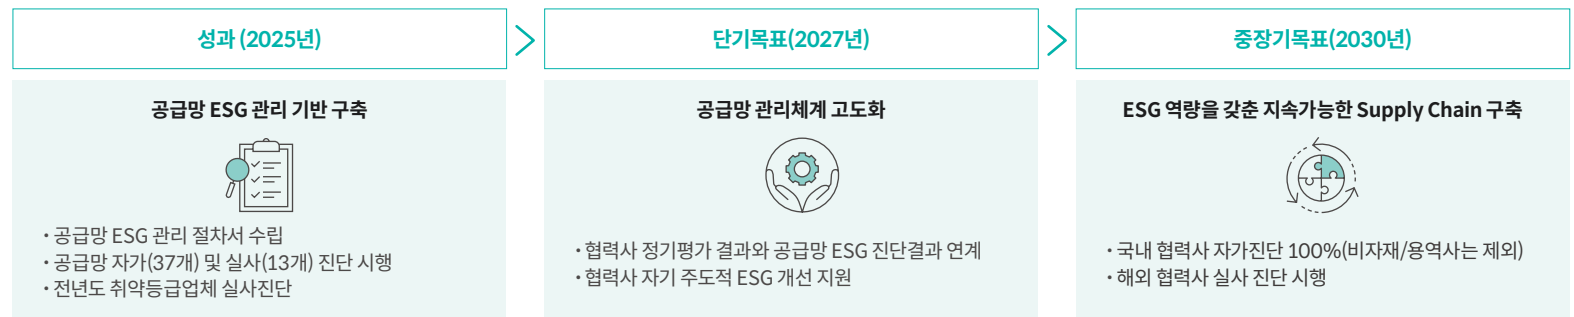 성과 (2025년)
단기목표(2027년)
중장기목표(2030년)
공급망 ESG 관리 기반 구축
· 공급망 ESG 관리 절차서 수립
· 공급망 자가(37개) 및 실사(13개) 진단 시행
· 전년도 취약등급업체 실사진단
공급망 관리체계 고도화
· 협력사 정기평가 결과와 공급망 ESG 진단결과 연계
· 협력사 자기 주도적 ESG 개선 지원
ESG 역량을 갖춘 지속가능한 Supply Chain 구축
· 국내 협력사 자가진단 100%(비자재/용역사는 제외)
· 해외 협력사 실사 진단 시행